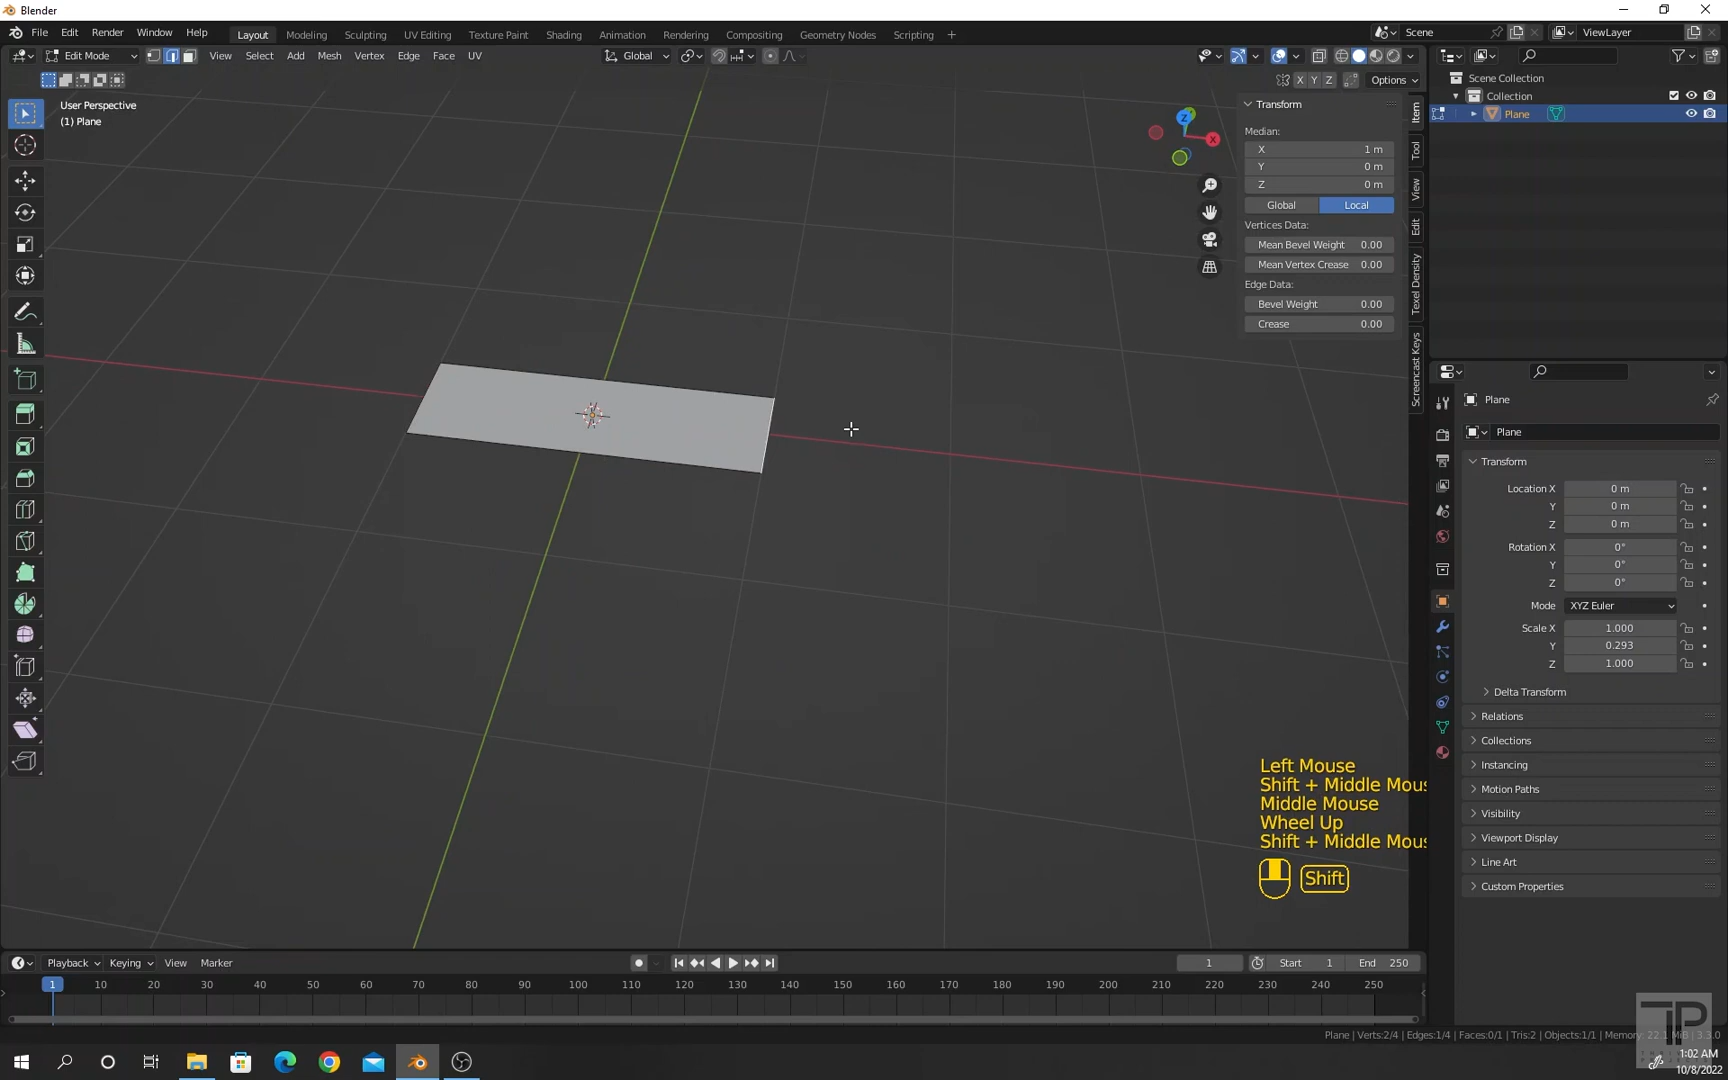 Blender
File Edit Render Window Help Layout Modeling Sculpting UV Editing Texture Paint Shading Animation Rendering Compositing Geometry Nodes Scripting + Scene ViewLayer
Edit Mode View Select Add Mesh Vertex Edge Face UV Global
X Y Z Options
User Perspective
(1) Plane
Z
X
Transform
Median:
X 1 m
Y 0 m
Z 0 m
Global Local
Vertices Data:
Mean Bevel Weight 0.00
Mean Vertex Crease 0.00
Edge Data:
Bevel Weight 0.00
Crease 0.00
Item
Tool
View
Edit
Texel Density
Screencast Keys
Scene Collection
Collection
Plane
Plane
Plane
Transform
Location X 0 m
Y 0 m
Z 0 m
Rotation X 0°
Y 0°
Z 0°
Mode XYZ Euler
Scale X 1.000
Y 0.293
Z 1.000
Delta Transform
Relations
Collections
Instancing
Motion Paths
Visibility
Viewport Display
Line Art
Custom Properties
Left Mouse
Shift + Middle Mous
Middle Mouse
Wheel Up
Shift + Middle Mous
Shift
Playback Keying View Marker 1 Start 1 End 250
1 10 20 30 40 50 60 70 80 90 100 110 120 130 140 150 160 170 180 190 200 210 220 230 240 250
Plane | Verts:2/4 | Edges:1/4 | Faces:0/1 | Tris:2 | Objects:1/1 | Memory: 22.1 MiB | 3.3.0
TP
1:02 AM
10/8/2022